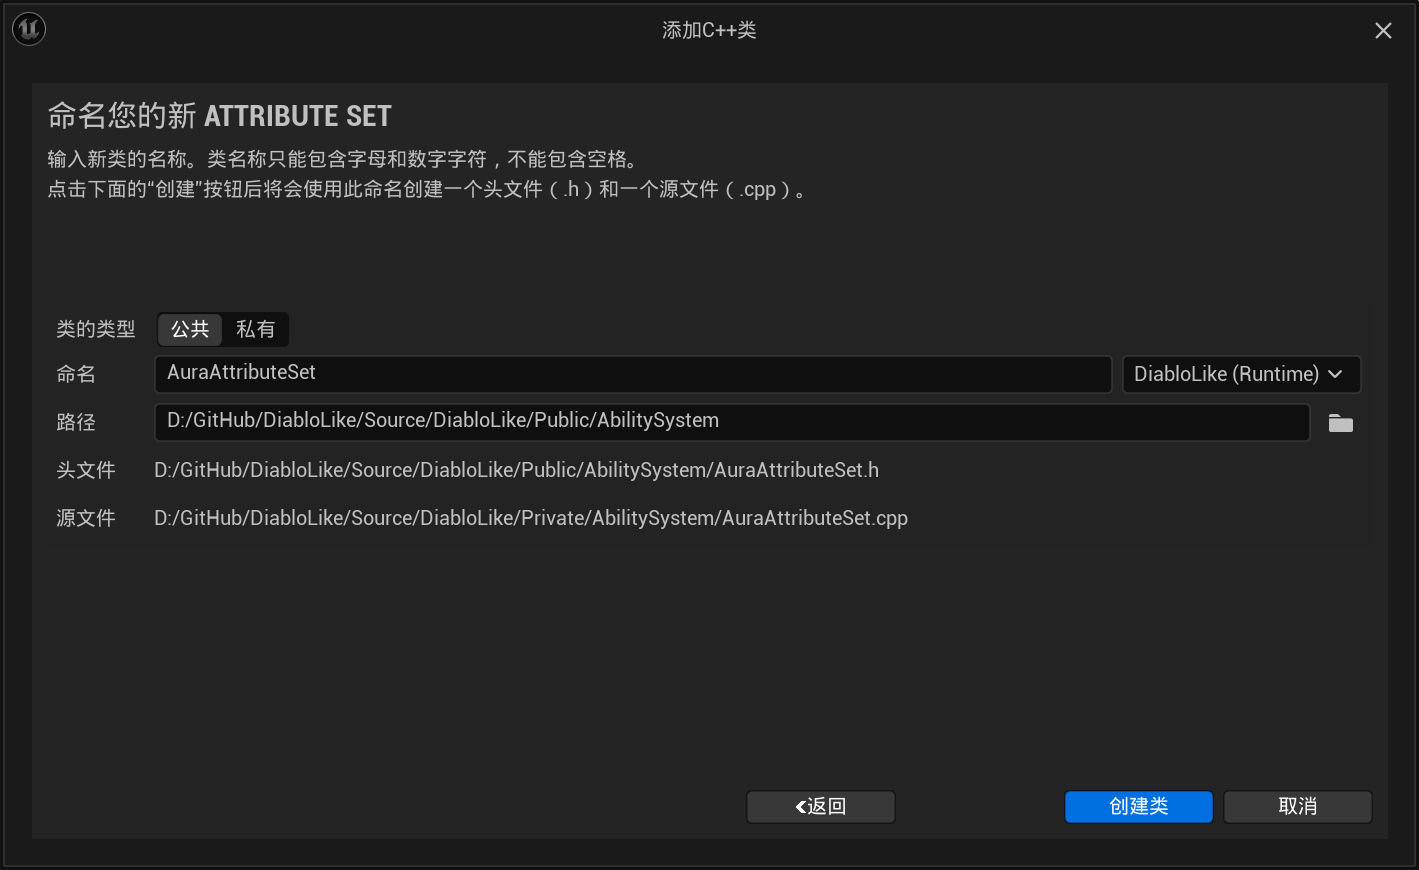 添加C++类
命名您的新 ATTRIBUTE SET
输入新类的名称。类名称只能包含字母和数字字符，不能包含空格。
点击下面的“创建”按钮后将会使用此命名创建一个头文件（.h）和一个源文件（.cpp）。
类的类型 公共 私有
命名 AuraAttributeSet DiabloLike (Runtime)
路径 D:/GitHub/DiabloLike/Source/DiabloLike/Public/AbilitySystem
头文件 D:/GitHub/DiabloLike/Source/DiabloLike/Public/AbilitySystem/AuraAttributeSet.h
源文件 D:/GitHub/DiabloLike/Source/DiabloLike/Private/AbilitySystem/AuraAttributeSet.cpp
返回 创建类 取消